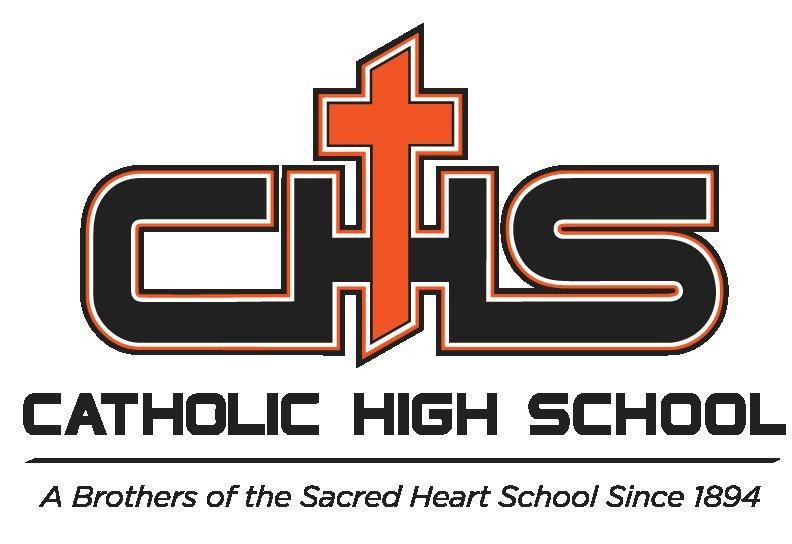 CHS
CATHOLIC HIGH SCHOOL
A Brothers of the Sacred Heart School Since 1894